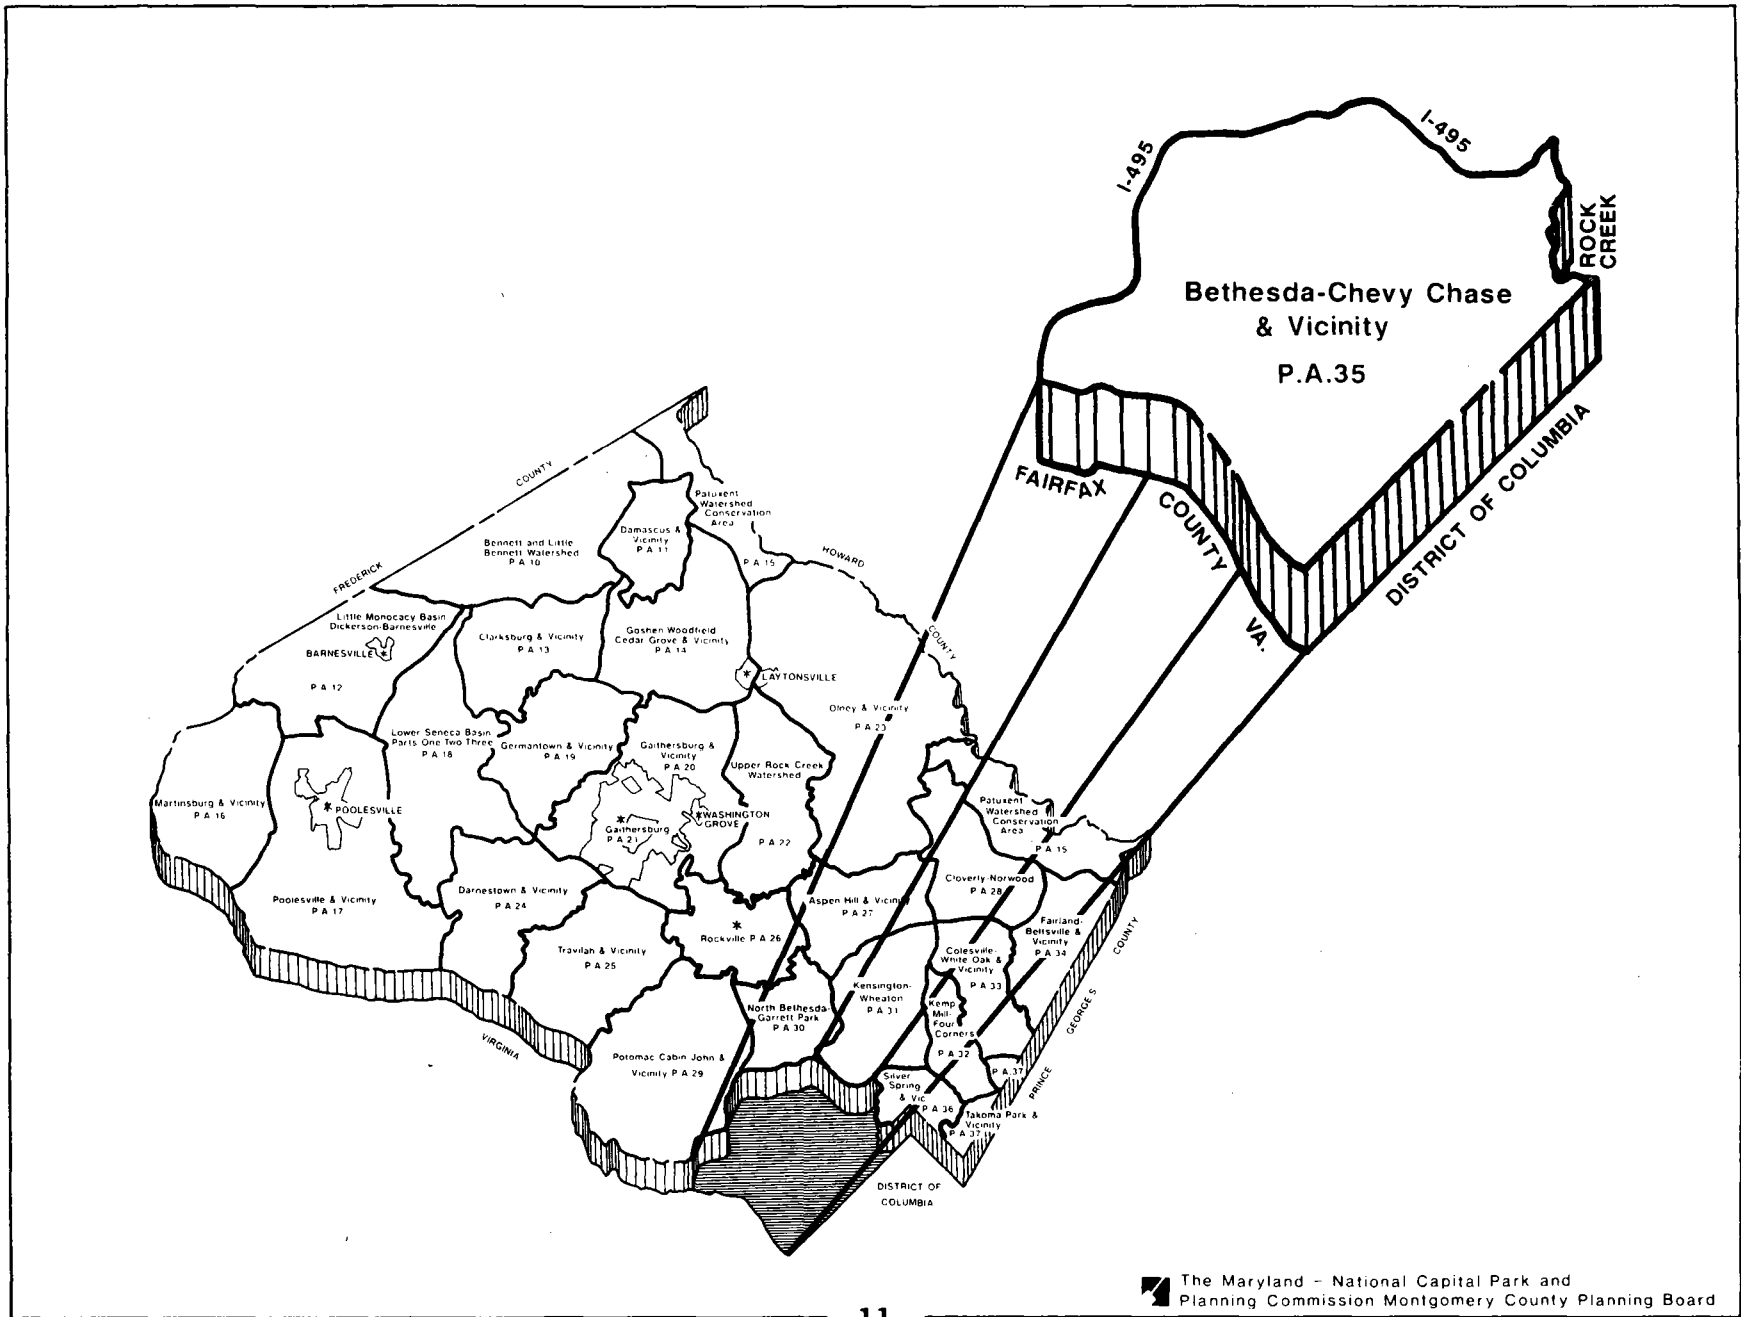 I-495
I-495
ROCK
CREEK
Bethesda-Chevy Chase
& Vicinity
P.A.35
FAIRFAX
COUNTY
VA.
DISTRICT OF COLUMBIA
COUNTY
FREDERICK
Patuxent
Watershed
Conservation
Area
P A 15
HOWARD
COUNTY
Damascus &
Vicinity
P A 11
Bennett and Little
Bennett Watershed
P A 10
Little Monocacy Basin
Dickerson-Barnesville
BARNESVILLE
P A 12
Clarksburg & Vicinity
P A 13
Goshen Woodfield
Cedar Grove & Vicinity
P A 14
LAYTONSVILLE
Olney & Vicinity
P A 23
Lower Seneca Basin
Parts One Two Three
P A 18
Germantown & Vicinity
P A 19
Gaithersburg &
Vicinity
P A 20
Upper Rock Creek
Watershed
P A 22
Martinsburg & Vicinity
P A 16
POOLESVILLE
Gaithersburg
P A 21
WASHINGTON
GROVE
Patuxent
Watershed
Conservation
Area
P A 15
Poolesville & Vicinity
P A 17
Darnestown & Vicinity
P A 24
Aspen Hill & Vicinity
P A 27
Cloverly-Norwood
P A 28
Travilah & Vicinity
P A 25
Rockville P A 26
Fairland-
Beltsville &
Vicinity
P A 34
Colesville-
White Oak &
Vicinity
P A 33
Kensington-
Wheaton
P A 31
Kemp
Mill-
Four
Corners
P A 32
North Bethesda-
Garrett Park
P A 30
Potomac Cabin John &
Vicinity P A 29
Silver
Spring
& Vic
P A 36
P A 37
Takoma Park &
Vicinity
P A 37
VIRGINIA
PRINCE
GEORGE S
COUNTY
DISTRICT OF
COLUMBIA
The Maryland - National Capital Park and
Planning Commission Montgomery County Planning Board
11